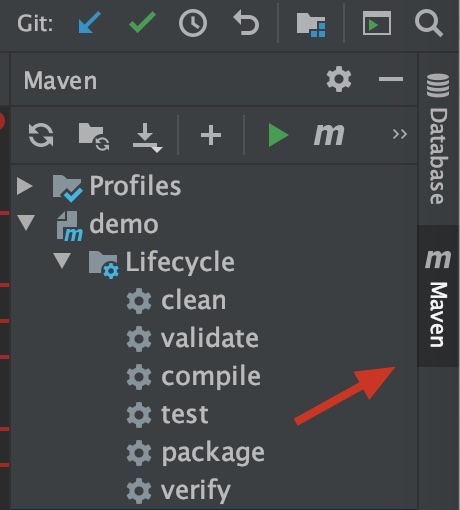 Git:
Maven
m
»
Profiles
demo
Lifecycle
clean
validate
compile
test
package
verify
Database
m Maven